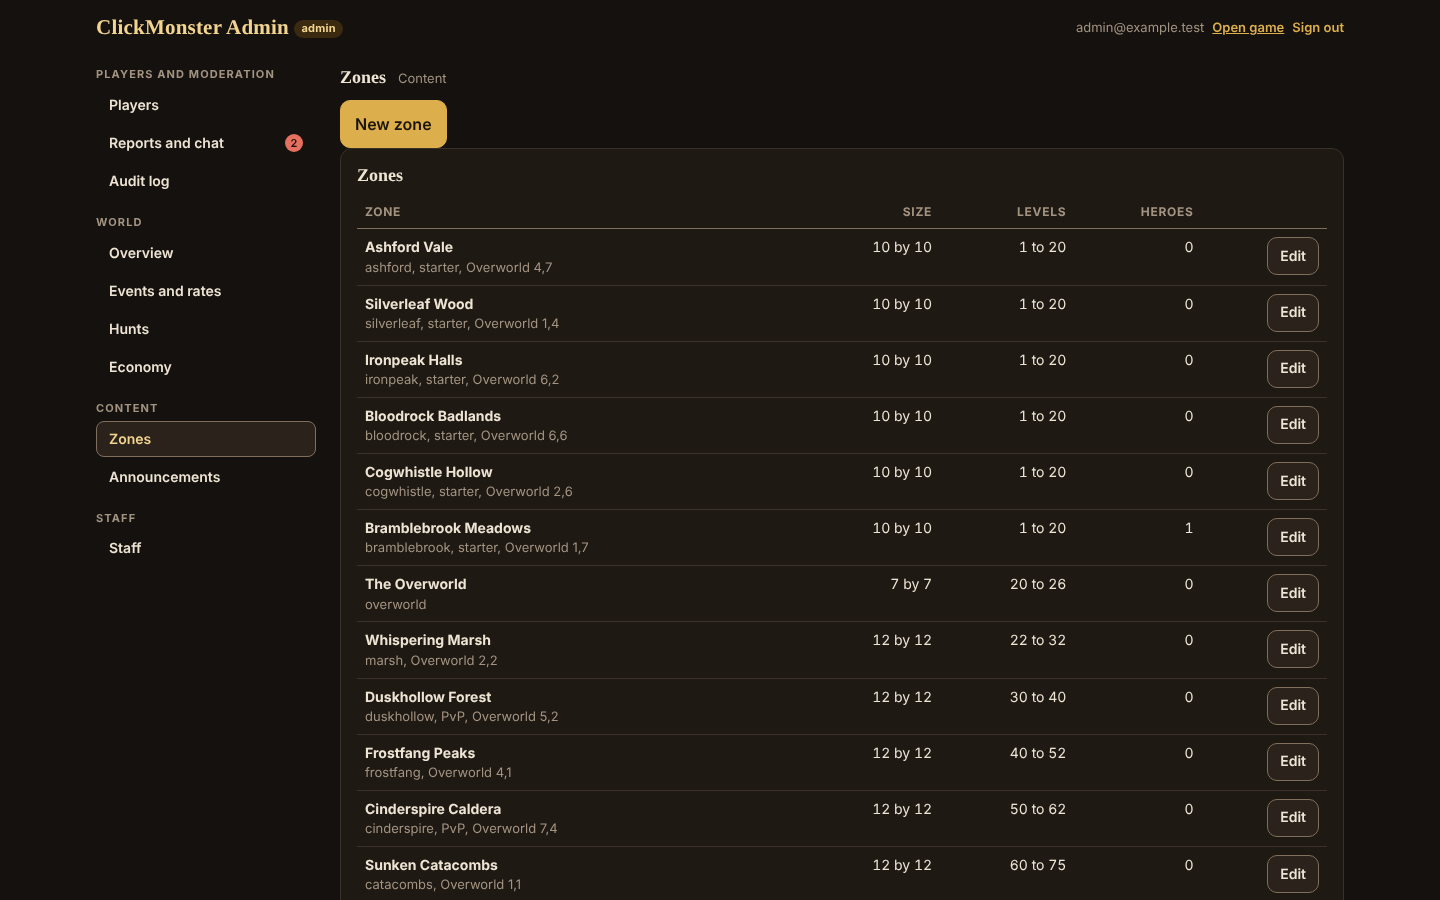 ClickMonster Admin admin
admin@example.test Open game Sign out
PLAYERS AND MODERATION
Players
Reports and chat 2
Audit log
WORLD
Overview
Events and rates
Hunts
Economy
CONTENT
Zones
Announcements
STAFF
Staff
Zones Content
New zone
Zones
ZONE SIZE LEVELS HEROES
Ashford Vale 10 by 10 1 to 20 0 Edit
ashford, starter, Overworld 4,7
Silverleaf Wood 10 by 10 1 to 20 0 Edit
silverleaf, starter, Overworld 1,4
Ironpeak Halls 10 by 10 1 to 20 0 Edit
ironpeak, starter, Overworld 6,2
Bloodrock Badlands 10 by 10 1 to 20 0 Edit
bloodrock, starter, Overworld 6,6
Cogwhistle Hollow 10 by 10 1 to 20 0 Edit
cogwhistle, starter, Overworld 2,6
Bramblebrook Meadows 10 by 10 1 to 20 1 Edit
bramblebrook, starter, Overworld 1,7
The Overworld 7 by 7 20 to 26 0 Edit
overworld
Whispering Marsh 12 by 12 22 to 32 0 Edit
marsh, Overworld 2,2
Duskhollow Forest 12 by 12 30 to 40 0 Edit
duskhollow, PvP, Overworld 5,2
Frostfang Peaks 12 by 12 40 to 52 0 Edit
frostfang, Overworld 4,1
Cinderspire Caldera 12 by 12 50 to 62 0 Edit
cinderspire, PvP, Overworld 7,4
Sunken Catacombs 12 by 12 60 to 75 0 Edit
catacombs, Overworld 1,1